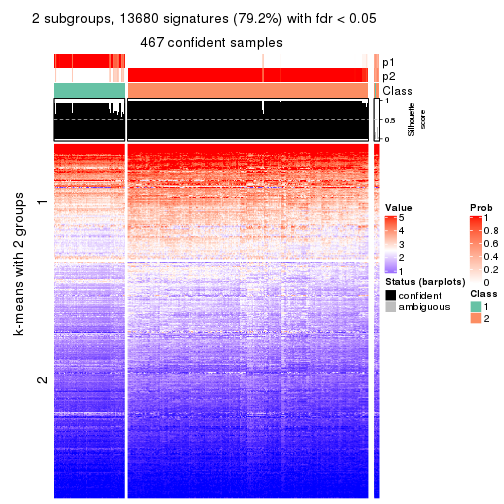 2 subgroups, 13680 signatures (79.2%) with fdr < 0.05
467 confident samples
p1
p2
Class
1
0.5
0
Silhouette
score
k-means with 2 groups
1
2
Value
5
4
3
2
1
Status (barplots)
confident
ambiguous
Prob
1
0.8
0.6
0.4
0.2
0
Class
1
2